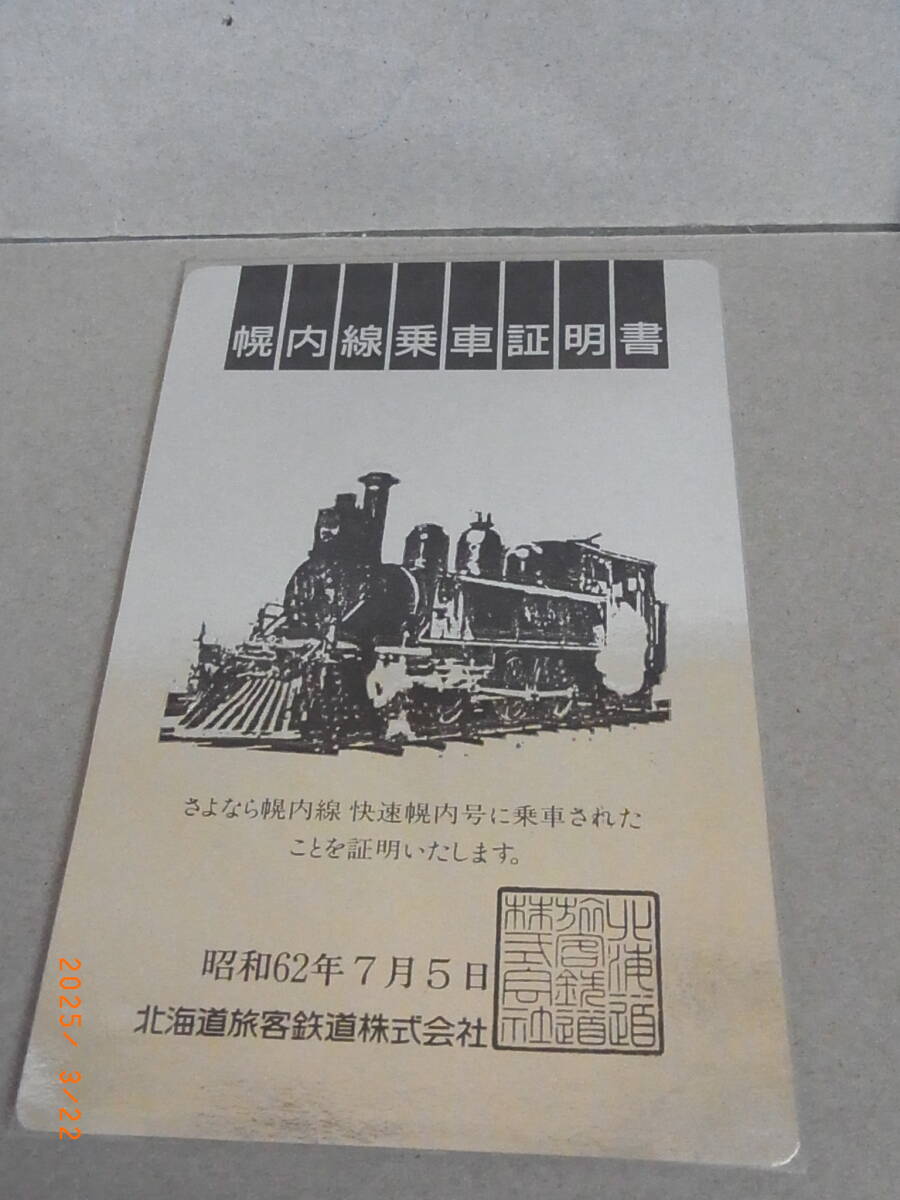 幌内線乗車証明書
さよなら幌内線 快速幌内号に乗車された
ことを証明いたします。
昭和62年7月5日
北海道旅客鉄道株式会社
北海道
旅客鉄道
株式会社
2025/ 3/22